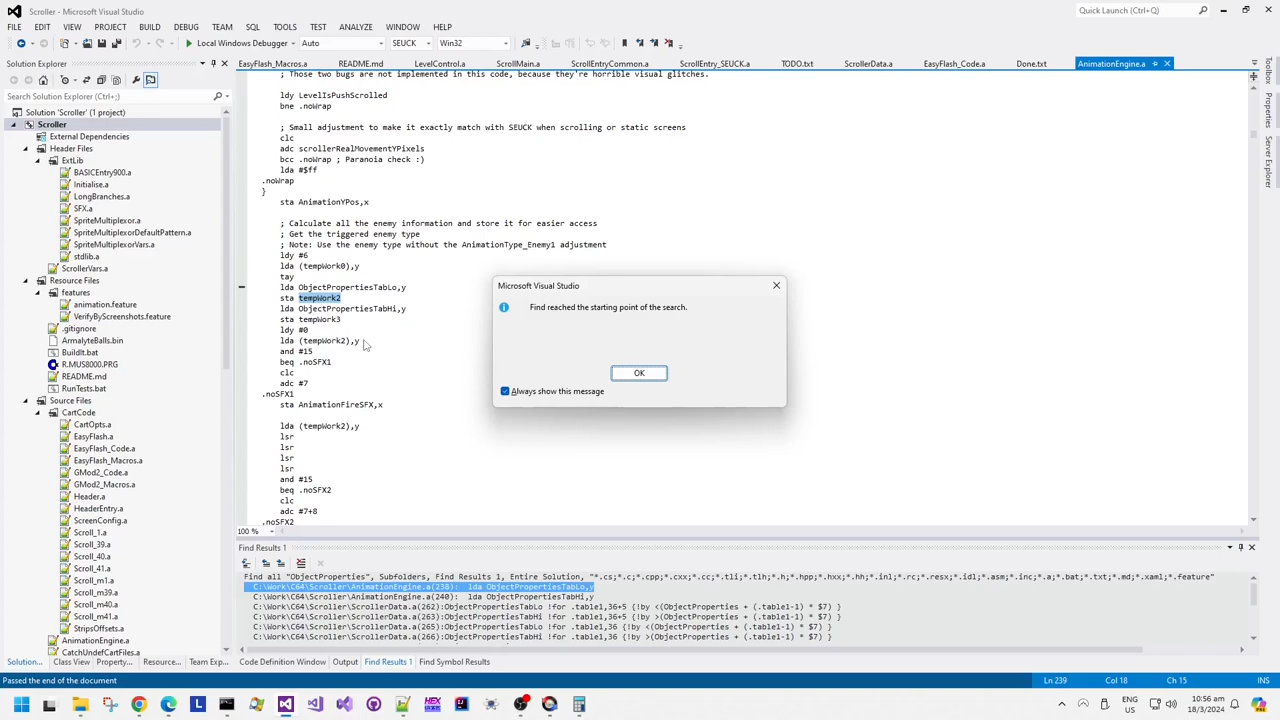 Scroller - Microsoft Visual Studio
Quick Launch (Ctrl+Q)
FILE EDIT VIEW PROJECT BUILD DEBUG TEAM SQL TOOLS TEST ANALYZE WINDOW HELP
Local Windows Debugger Auto SEUCK Win32
Solution Explorer
EasyFlash_Macros.a README.md LevelControl.a ScrollMain.a ScrollEntryCommon.a ScrollEntry_SEUCK.a TODO.txt ScrollerData.a EasyFlash_Code.a Done.txt AnimationEngine.a
Search Solution Explorer (Ctrl+;)
Solution 'Scroller' (1 project)
Scroller
External Dependencies
Header Files
ExtLib
BASICEntry900.a
Initialise.a
LongBranches.a
SFX.a
SpriteMultiplexor.a
SpriteMultiplexorDefaultPattern.a
SpriteMultiplexorVars.a
stdlib.a
ScrollerVars.a
Resource Files
features
animation.feature
VerifyByScreenshots.feature
.gitignore
ArmalyteBalls.bin
BuildIt.bat
R.MUS8000.PRG
README.md
RunTests.bat
Source Files
CartCode
CartOpts.a
EasyFlash.a
EasyFlash_Code.a
EasyFlash_Macros.a
GMod2_Code.a
GMod2_Macros.a
Header.a
HeaderEntry.a
ScreenConfig.a
Scroll_1.a
Scroll_39.a
Scroll_40.a
Scroll_41.a
Scroll_m1.a
Scroll_m39.a
Scroll_m40.a
Scroll_m41.a
StripsOffsets.a
AnimationEngine.a
CatchUndefCartFiles.a
Solution... Class View Property... Resource... Team Exp...
; Those two bugs are not implemented in this code, because they're horrible visual glitches.
ldy LevelIsPushScrolled
bne .noWrap
; Small adjustment to make it exactly match with SEUCK when scrolling or static screens
clc
adc scrollerRealMovementYPixels
bcc .noWrap ; Paranoia check :)
lda #$ff
.noWrap
}
sta AnimationYPos,x
; Calculate all the enemy information and store it for easier access
; Get the triggered enemy type
; Note: Use the enemy type without the AnimationType_Enemy1 adjustment
ldy #6
lda (tempWork0),y
tay
lda ObjectPropertiesTabLo,y
sta tempWork2
lda ObjectPropertiesTabHi,y
sta tempWork3
ldy #0
lda (tempWork2),y
and #15
beq .noSFX1
clc
adc #7
.noSFX1
sta AnimationFireSFX,x
lda (tempWork2),y
lsr
lsr
lsr
lsr
and #15
beq .noSFX2
clc
adc #7+8
.noSFX2
100 %
Microsoft Visual Studio
Find reached the starting point of the search.
OK
Always show this message
Toolbox
Properties
Server Explorer
Find Results 1
Find all "ObjectProperties", Subfolders, Find Results 1, Entire Solution, "*.cs;*.c;*.cpp;*.cxx;*.cc;*.tli;*.tlh;*.h;*.hpp;*.hxx;*.hh;*.inl;*.rc;*.resx;*.idl;*.asm;*.inc;*.a;*.bat;*.txt;*.md;*.xaml;*.feature"
C:\Work\C64\Scroller\AnimationEngine.a(238): lda ObjectPropertiesTabLo,y
C:\Work\C64\Scroller\AnimationEngine.a(240): lda ObjectPropertiesTabHi,y
C:\Work\C64\Scroller\ScrollerData.a(262):ObjectPropertiesTabLo !for .table1,36+5 {!by <(ObjectProperties + (.table1-1) * $7) }
C:\Work\C64\Scroller\ScrollerData.a(263):ObjectPropertiesTabHi !for .table1,36+5 {!by >(ObjectProperties + (.table1-1) * $7) }
C:\Work\C64\Scroller\ScrollerData.a(265):ObjectPropertiesTabLo !for .table1,36 {!by <(ObjectProperties + (.table1-1) * $7) }
C:\Work\C64\Scroller\ScrollerData.a(266):ObjectPropertiesTabHi !for .table1,36 {!by >(ObjectProperties + (.table1-1) * $7) }
Code Definition Window Output Find Results 1 Find Symbol Results
Passed the end of the document
Ln 239 Col 18 Ch 15 INS
ENG
US
10:56 am
18/3/2024